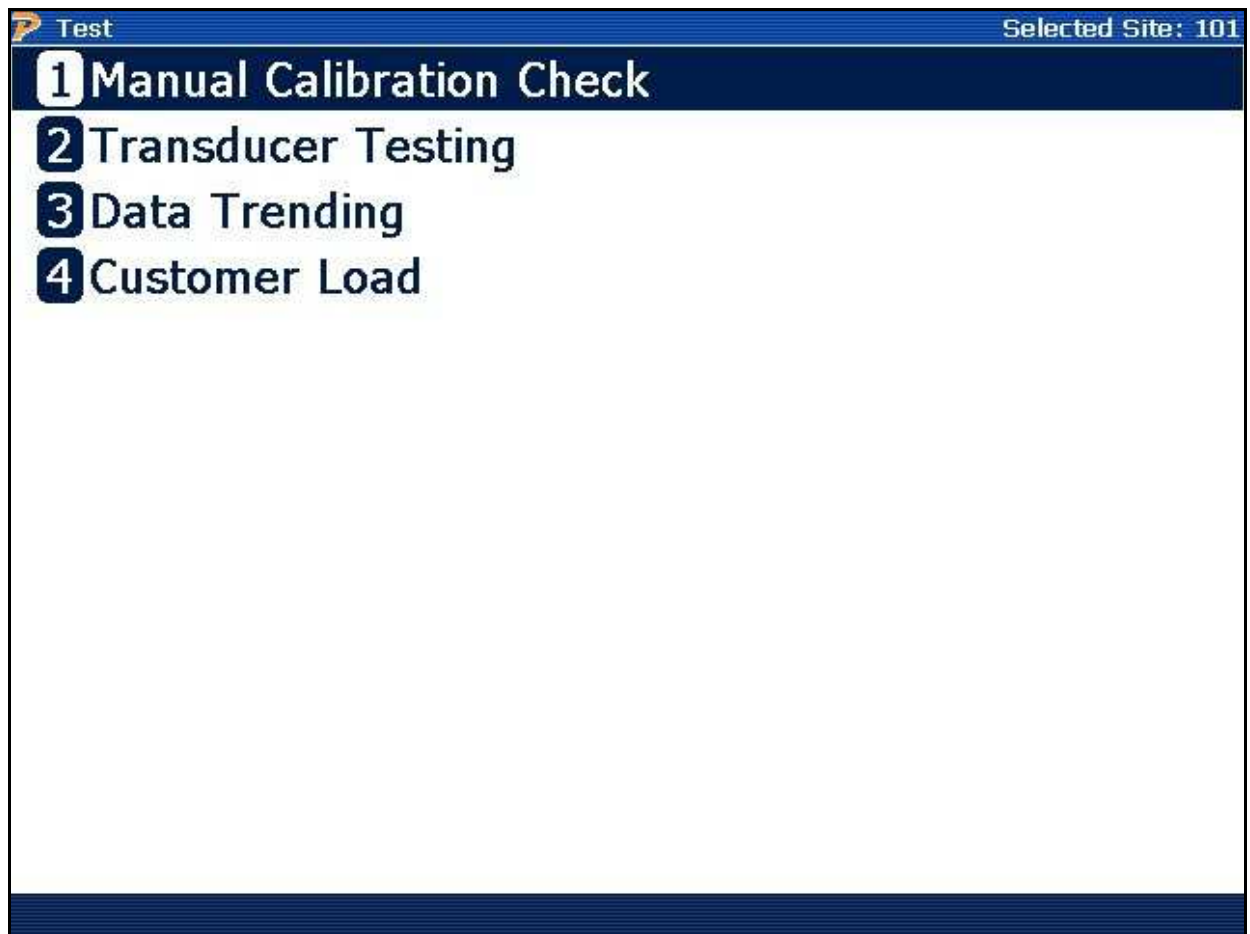 Test Selected Site: 101
1 Manual Calibration Check
2 Transducer Testing
3 Data Trending
4 Customer Load